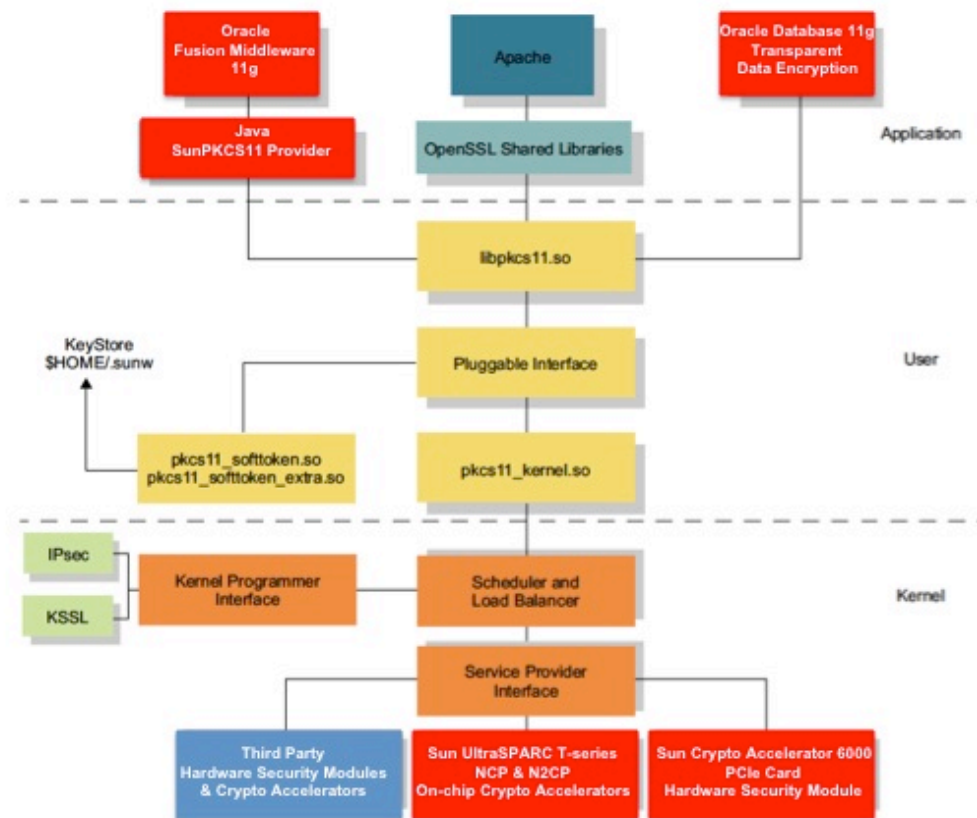 Oracle
Fusion Middleware
11g
Apache
Oracle Database 11g
Transparent
Data Encryption
Java
SunPKCS11 Provider
OpenSSL Shared Libraries
Application
libpkcs11.so
KeyStore
$HOME/.sunw
Pluggable Interface
User
pkcs11_softtoken.so
pkcs11_softtoken_extra.so
pkcs11_kernel.so
IPsec
KSSL
Kernel Programmer
Interface
Scheduler and
Load Balancer
Kernel
Service Provider
Interface
Third Party
Hardware Security Modules
& Crypto Accelerators
Sun UltraSPARC T-series
NCP & N2CP
On-chip Crypto Accelerators
Sun Crypto Accelerator 6000
PCIe Card
Hardware Security Module